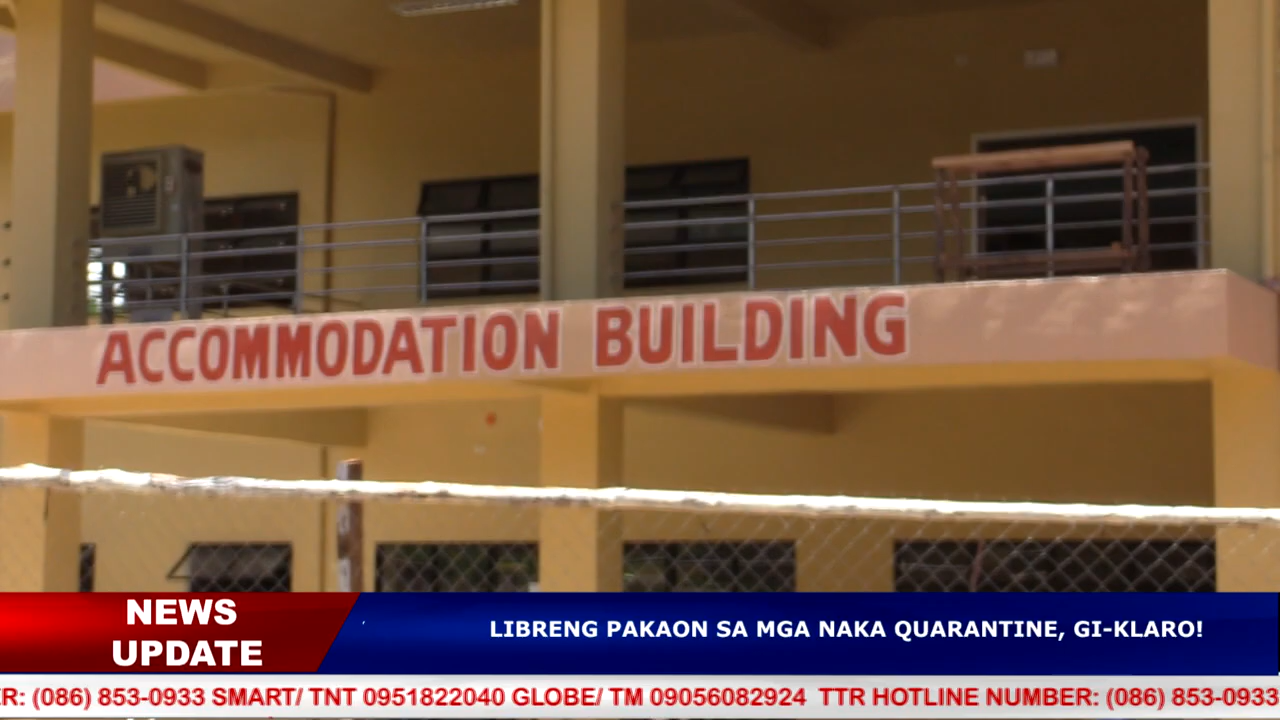 ACCOMMODATION BUILDING
NEWS
UPDATE
LIBRENG PAKAON SA MGA NAKA QUARANTINE, GI-KLARO!
ER: (086) 853-0933 SMART/ TNT 0951822040 GLOBE/ TM 09056082924 TTR HOTLINE NUMBER: (086) 853-0933